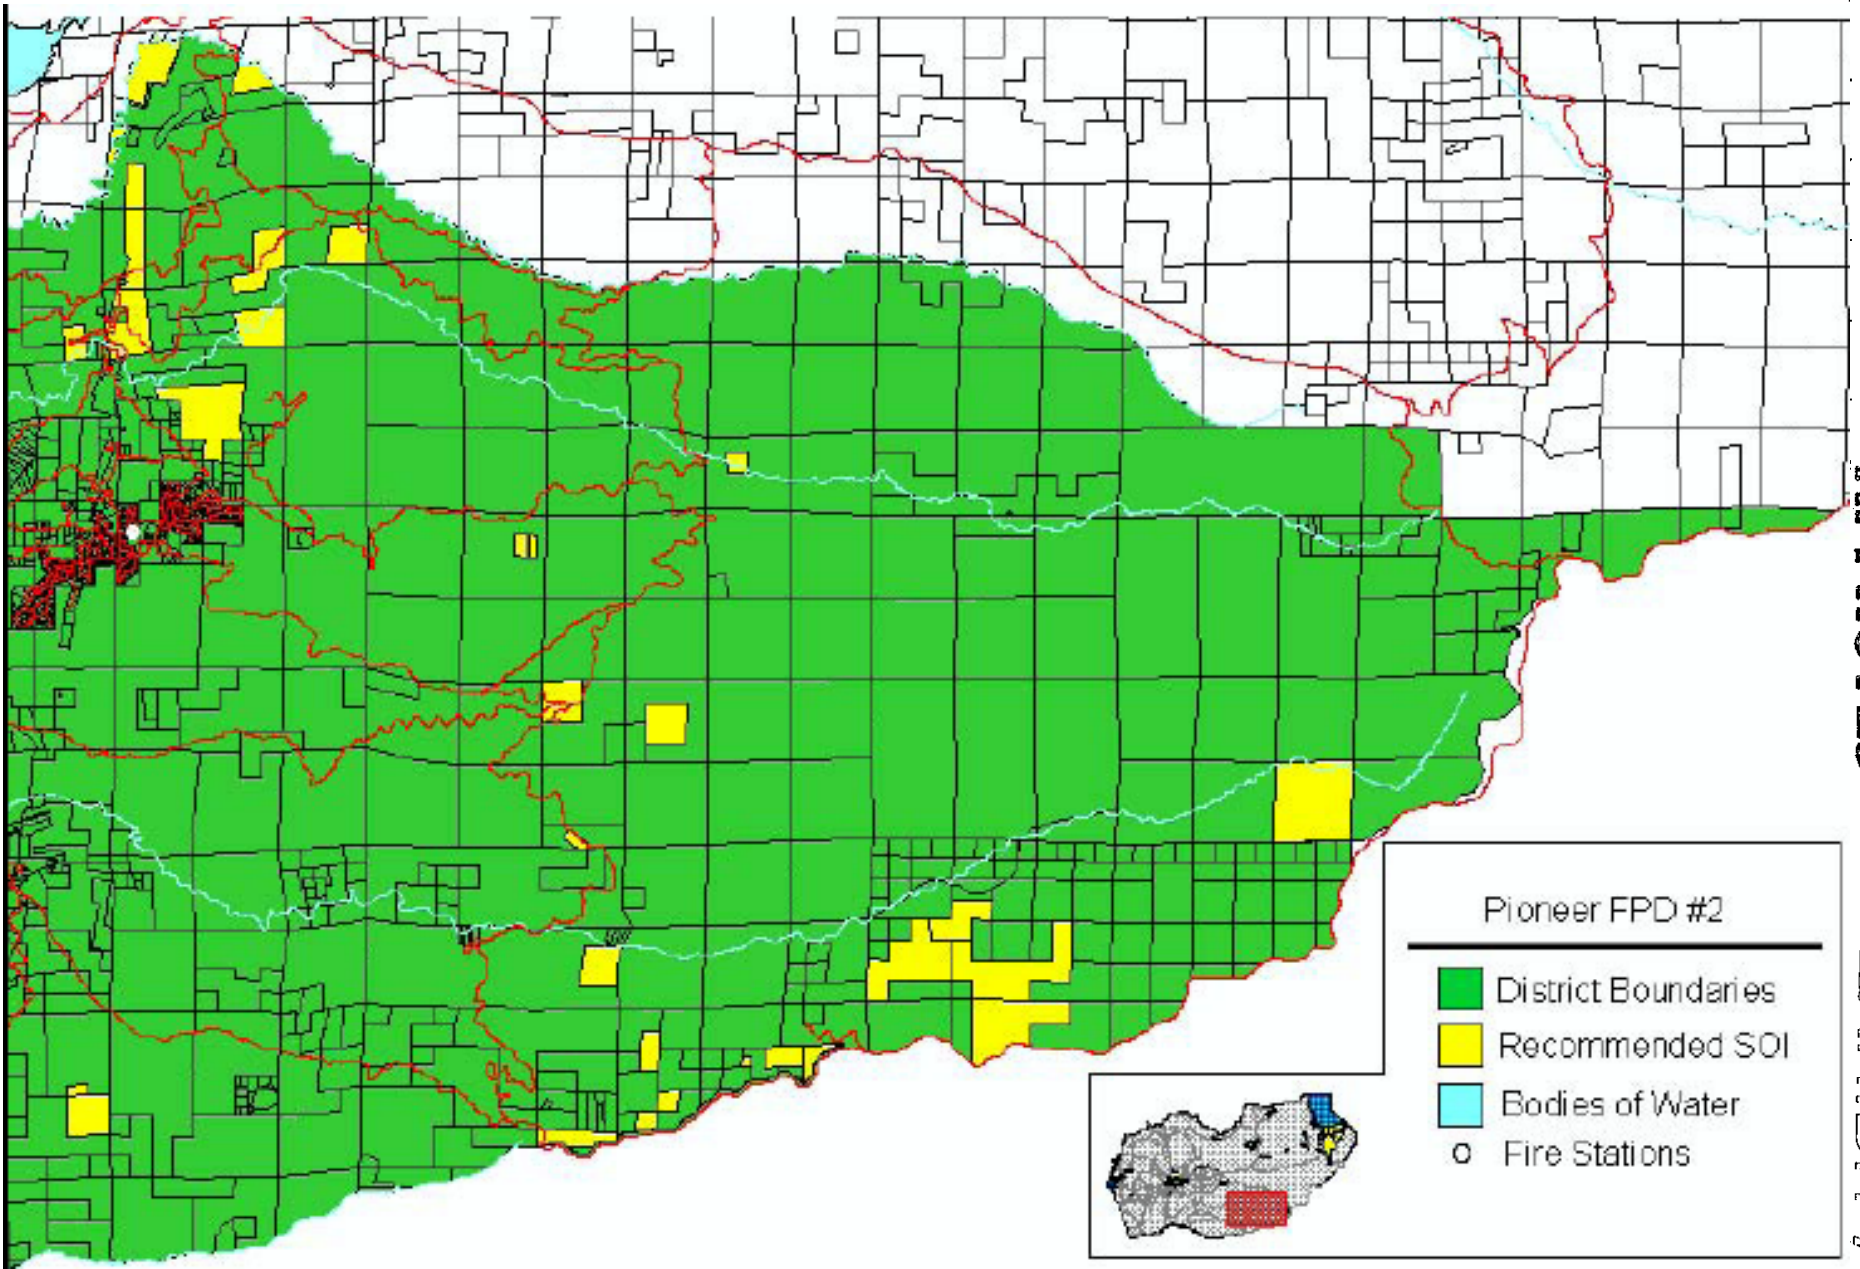 Pioneer FPD #2
District Boundaries
Recommended SOI
Bodies of Water
Fire Stations